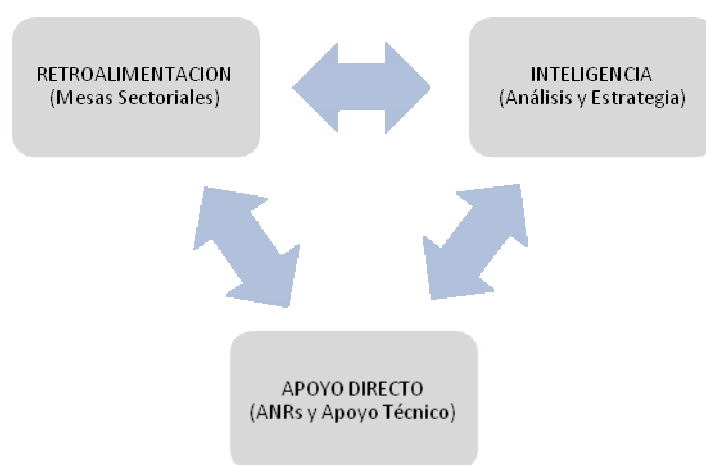 RETROALIMENTACION
(Mesas Sectoriales)
INTELIGENCIA
(Análisis y Estrategia)
APOYO DIRECTO
(ANRs y Apoyo Técnico)